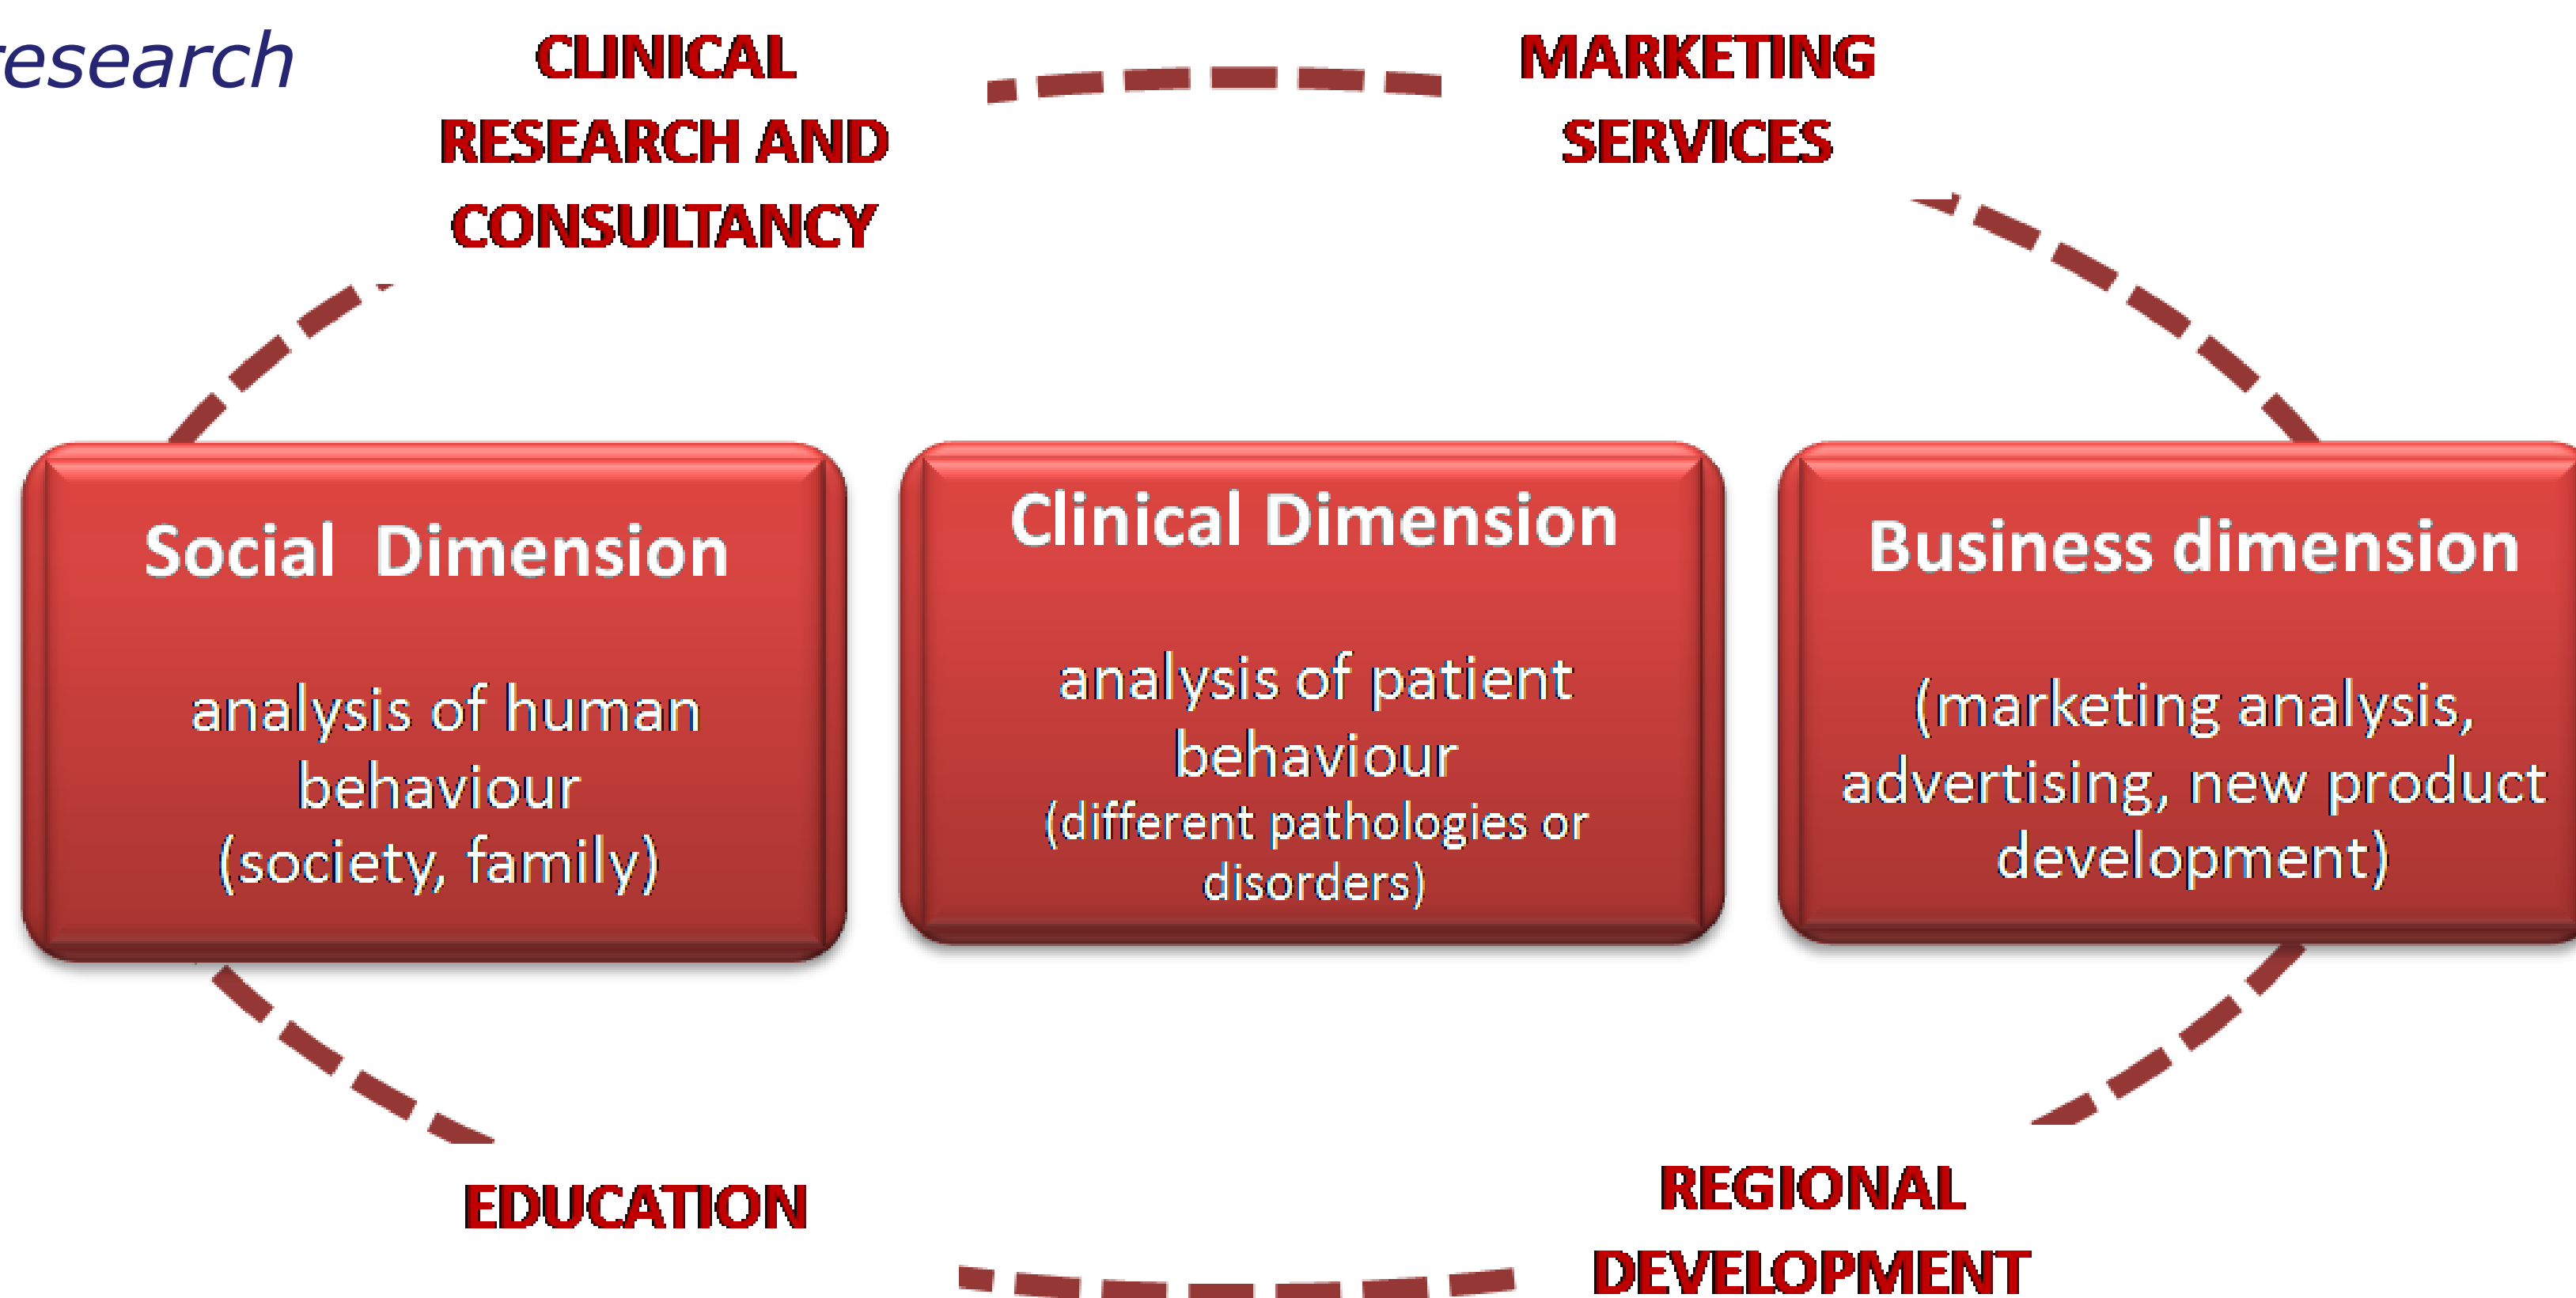 research
CLINICAL
RESEARCH AND
CONSULTANCY
MARKETING
SERVICES
Social Dimension
analysis of human
behaviour
(society, family)
Clinical Dimension
analysis of patient
behaviour
(different pathologies or
disorders)
Business dimension
(marketing analysis,
advertising, new product
development)
EDUCATION
REGIONAL
DEVELOPMENT